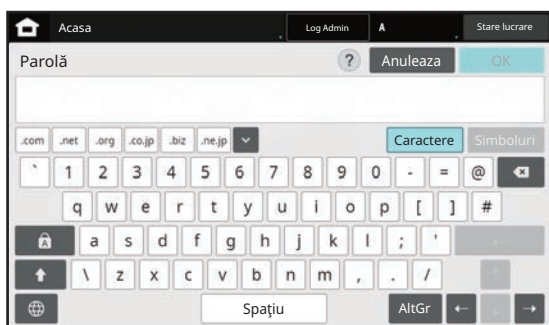 Acasa Log Admin A Stare lucrare
Parolă ? Anuleaza OK
.com .net .org .co.jp .biz .ne.jp Caractere Simboluri
` 1 2 3 4 5 6 7 8 9 0 - = @
q w e r t y u i o p [ ] #
A a s d f g h j k l ; '
\ z x c v b n m , . /
Spațiu AltGr